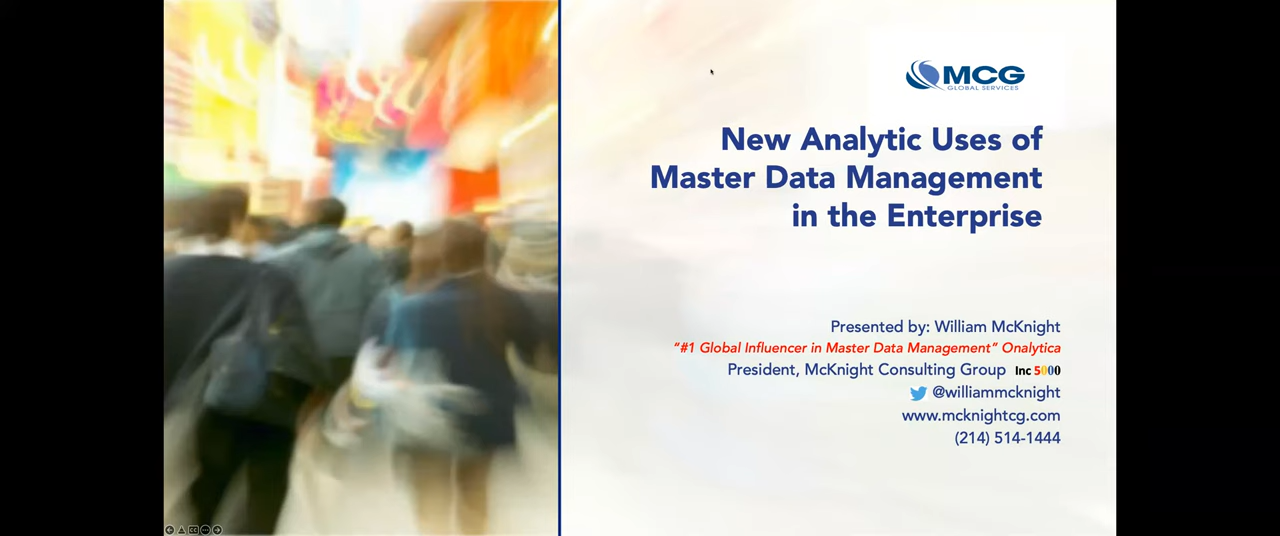 MCG
GLOBAL SERVICES
New Analytic Uses of
Master Data Management
in the Enterprise
Presented by: William McKnight
“#1 Global Influencer in Master Data Management” Onalytica
President, McKnight Consulting Group Inc 5000
@williammcknight
www.mcknightcg.com
(214) 514-1444